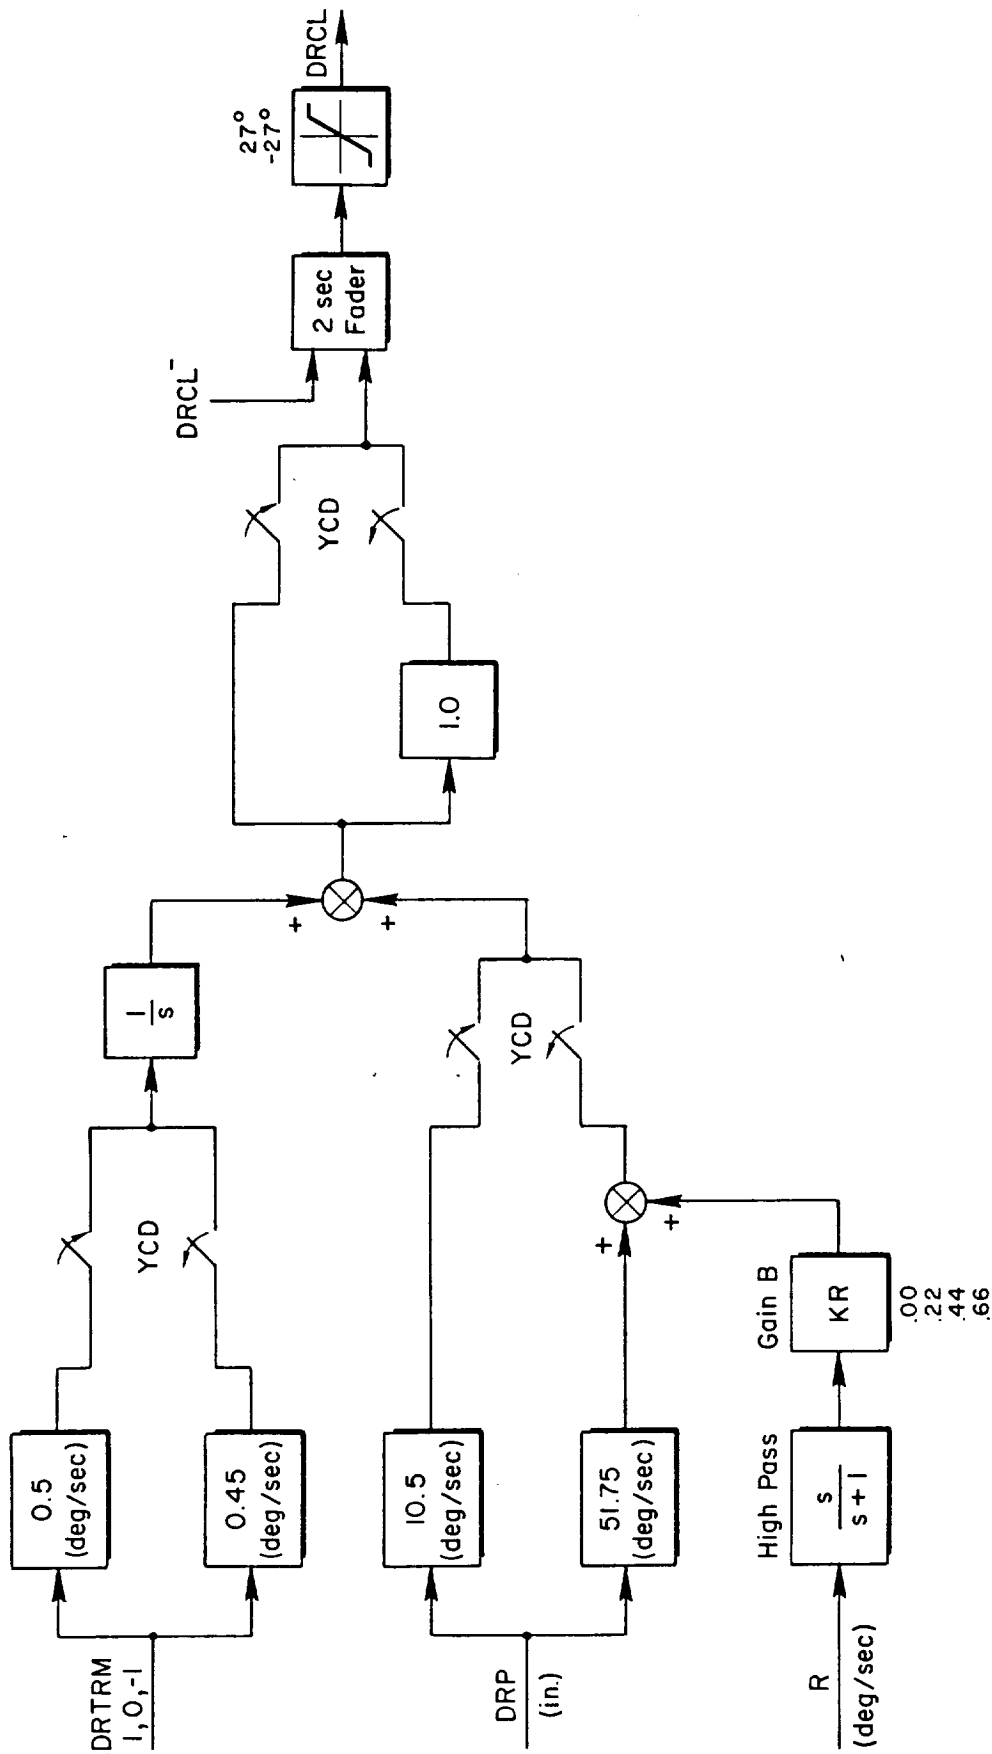 DRTRM
1, 0, -1
0.5
(deg/sec)
0.45
(deg/sec)
YCD
1
s
+
+
DRP
(in.)
10.5
(deg/sec)
51.75
(deg/sec)
YCD
+
+
R
(deg/sec)
High Pass
s
s + 1
Gain B
KR
.00
.22
.44
.66
1.0
YCD
DRCL⁻
2 sec
Fader
27°
-27°
DRCL